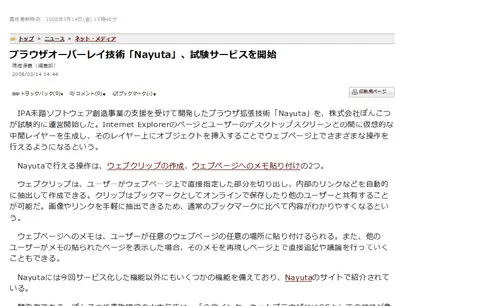 最終更新時刻:2008年3月14日(金) 15時48分
トップ » ニュース » ネット・メディア
ブラウザオーバーレイ技術「Nayuta」、試験サービスを開始
2008/03/14 14:44
トラックバック(0) コメント(0) ブックマーク(-) 印刷用ページ
IPA未踏ソフトウェア創造事業の支援を受けて開発したブラウザ拡張技術「Nayuta」を、株式会社ぽんこつ
が試験的に運営開始した。Internet Explorerのページとユーザーのデスクトップスクリーンとの間に仮想的な
中間レイヤーを生成し、そのレイヤー上にオブジェクトを挿入することでウェブページ上でさまざまな操作を
行えるようになるという。
Nayutaで行える操作は、ウェブクリップの作成、ウェブページへのメモ貼り付けの2つ。
ウェブクリップは、ユーザーがウェブページ上で直接指定した部分を切り出し、内部のリンクなどを自動的
に抽出して作成できる。クリップはブックマークとしてオンラインで保存したり他のユーザーと共有すること
が可能だ。画像やリンクを手軽に抽出できるため、通常のブックマークに比べて内容がわかりやすくなるとい
う。
ウェブページへのメモは、ユーザーが任意のウェブページの任意の場所に貼り付けられる。また、他の
ユーザーがメモの貼られたページを表示した場合、そのメモを再現しページ上で直接追記や議論を行っていく
こともできる。
Nayutaには今回サービス化した機能以外にもいくつかの機能を備えており、Nayutaのサイトで紹介されて
いる。